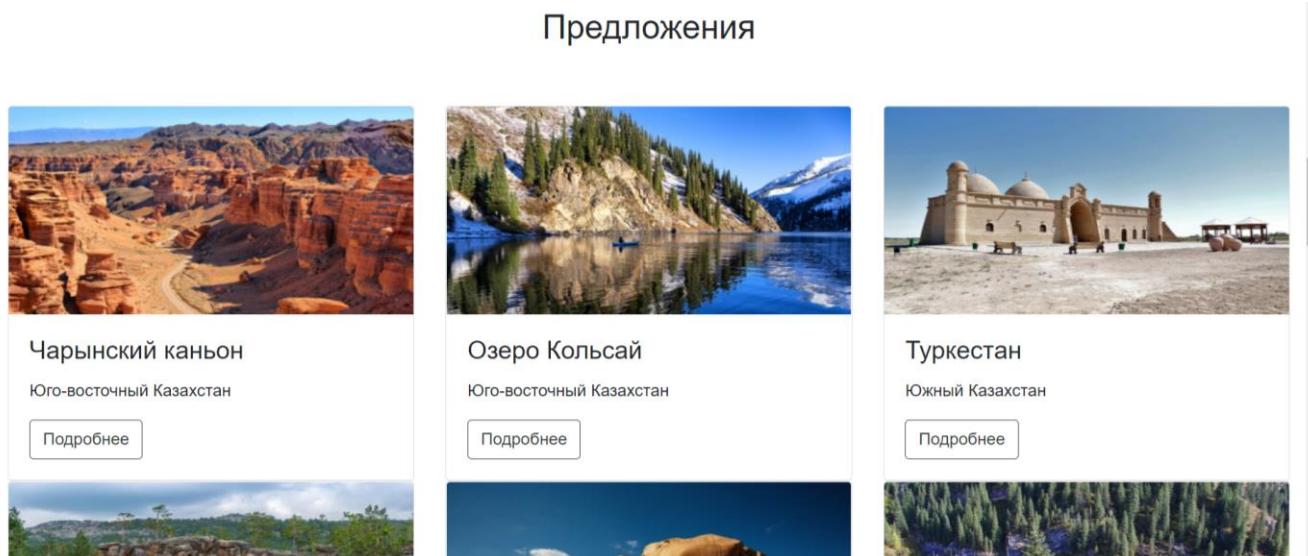 Предложения
Чарынский каньон
Юго-восточный Казахстан
Подробнее
Озеро Кольсай
Юго-восточный Казахстан
Подробнее
Туркестан
Южный Казахстан
Подробнее